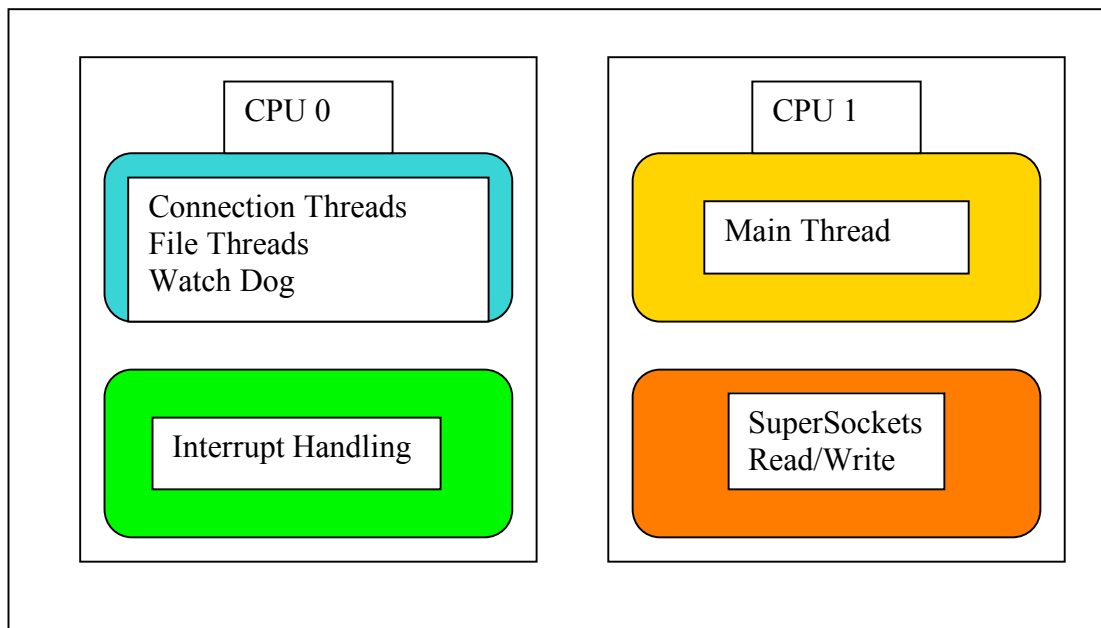 CPU 0
Connection Threads
File Threads
Watch Dog
Interrupt Handling
CPU 1
Main Thread
SuperSockets
Read/Write